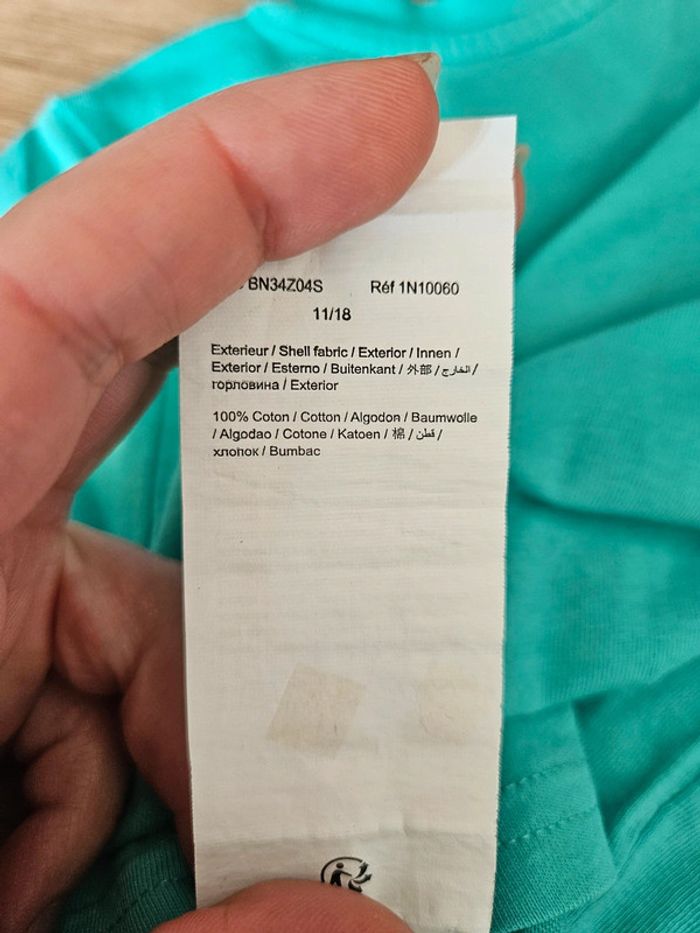 BN34Z04S Réf 1N10060
11/18
Exterieur / Shell fabric / Exterior / Innen /
Exterior / Esterno / Buitenkant / 外部 / الخارج /
горловина / Exterior
100% Coton / Cotton / Algodon / Baumwolle
/ Algođao / Cotone / Katoen / 棉 / قطن /
хлопок / Bumbac